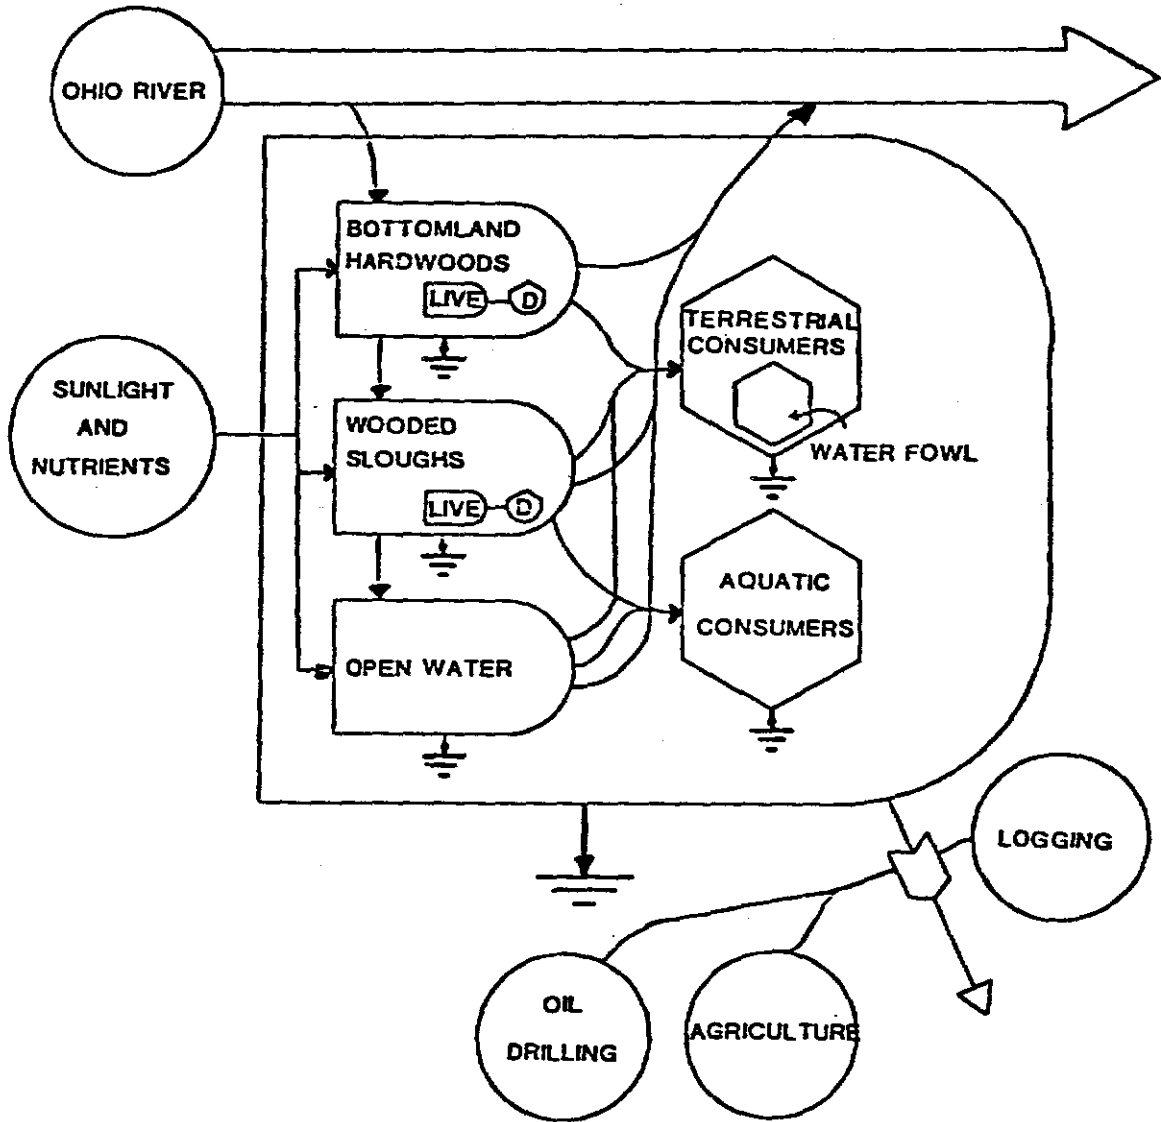 OHIO RIVER
BOTTOMLAND
HARDWOODS
LIVE
D
TERRESTRIAL
CONSUMERS
WATER FOWL
SUNLIGHT
AND
NUTRIENTS
WOODED
SLOUGHS
LIVE
D
AQUATIC
CONSUMERS
OPEN WATER
LOGGING
OIL
DRILLING
AGRICULTURE